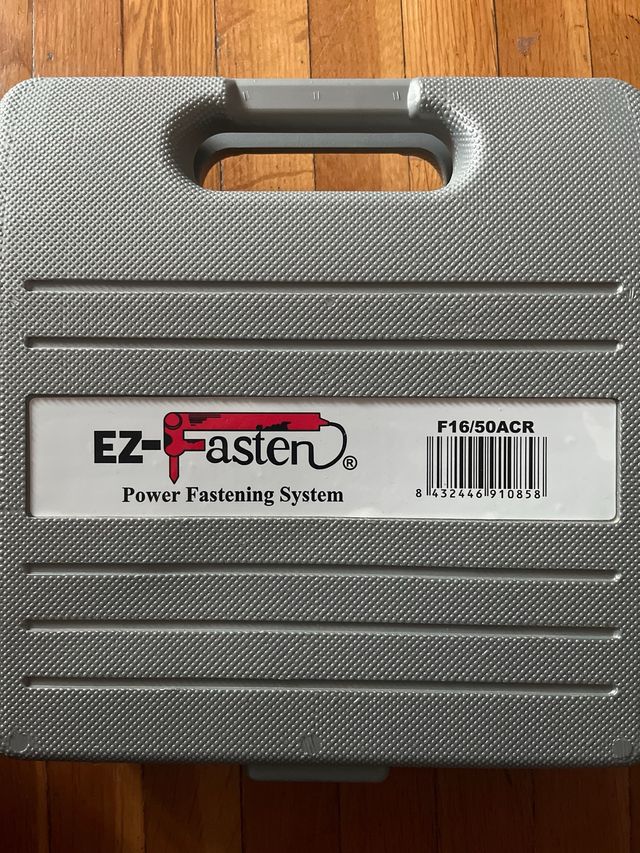 EZ-Fasten®
Power Fastening System
F16/50ACR
8 432446 910858